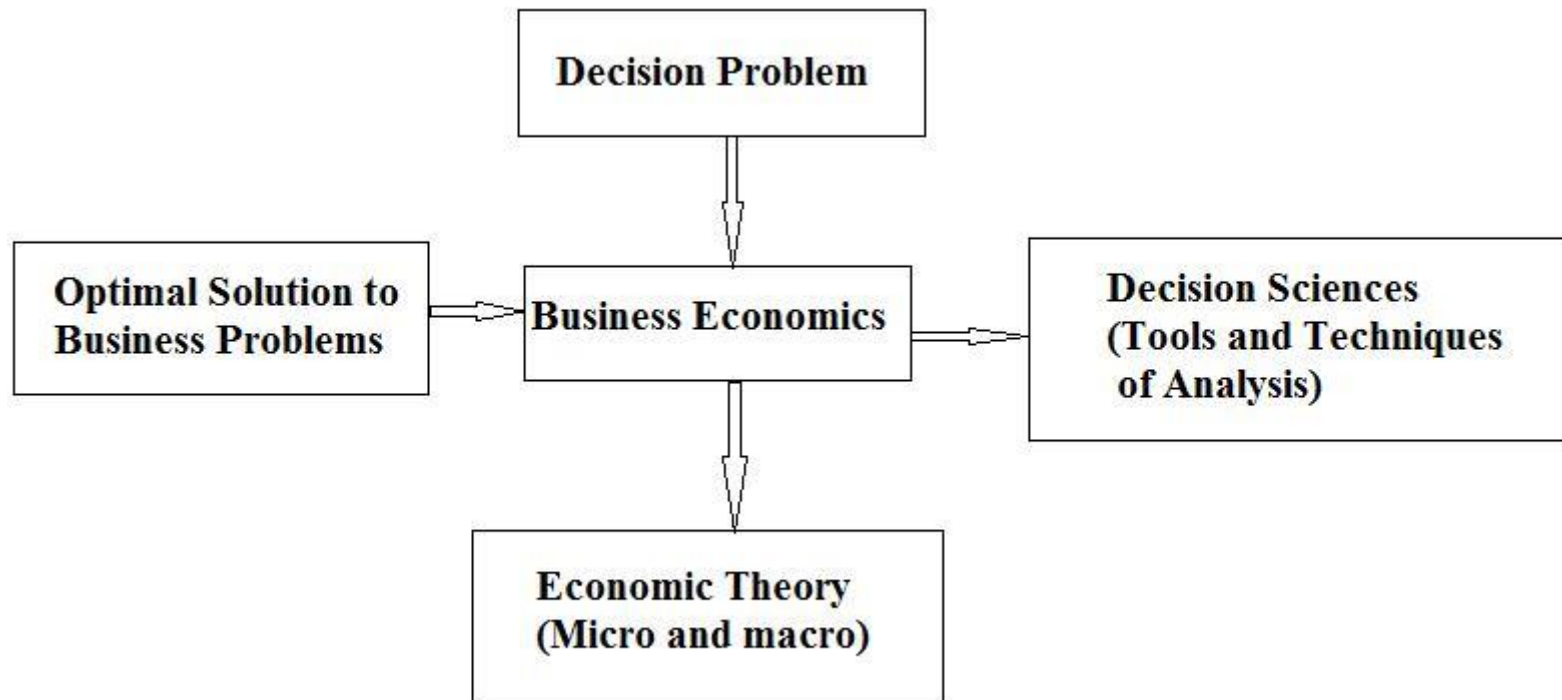 Decision Problem
Optimal Solution to
Business Problems
Business Economics
Decision Sciences
(Tools and Techniques
of Analysis)
Economic Theory
(Micro and macro)